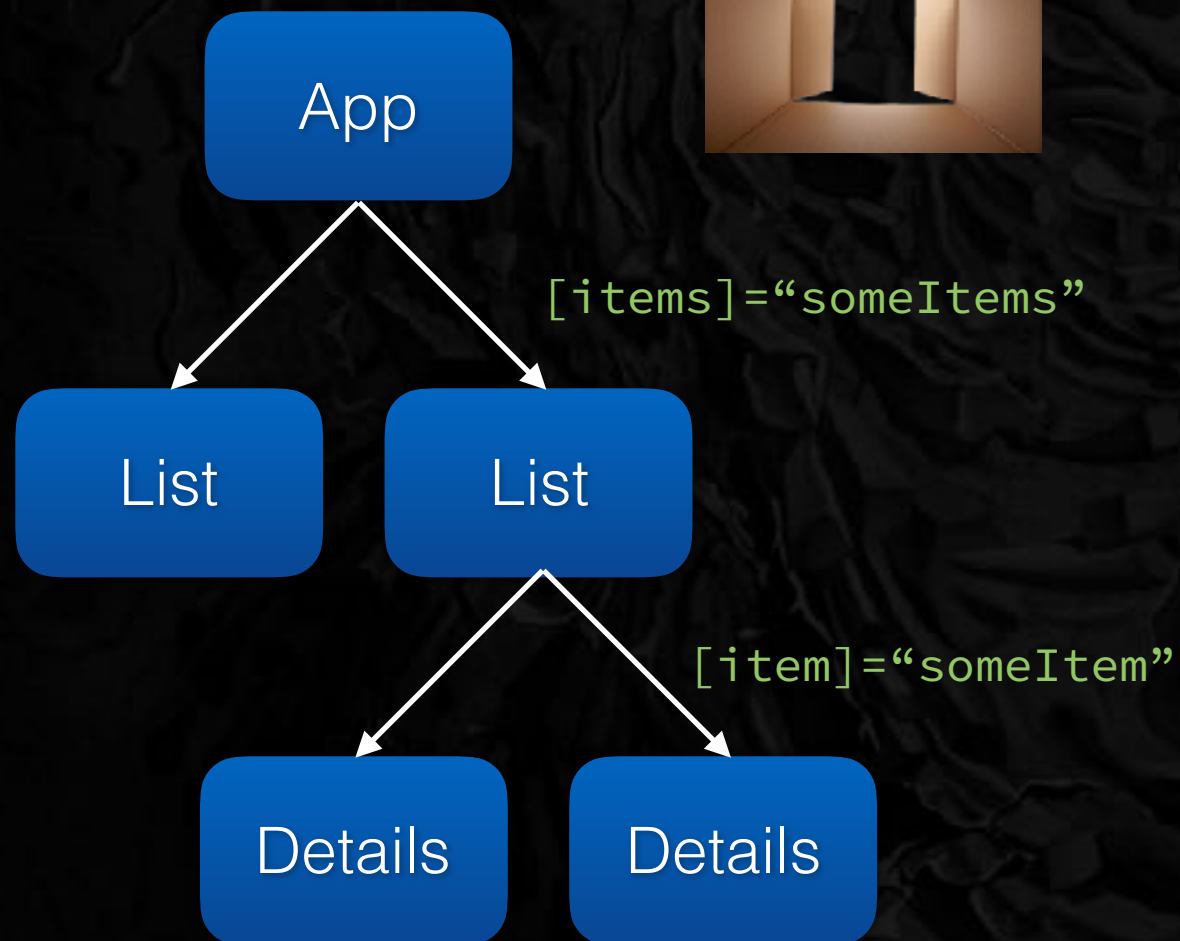 App
[items]=“someItems”
List
List
[item]=“someItem”
Details
Details